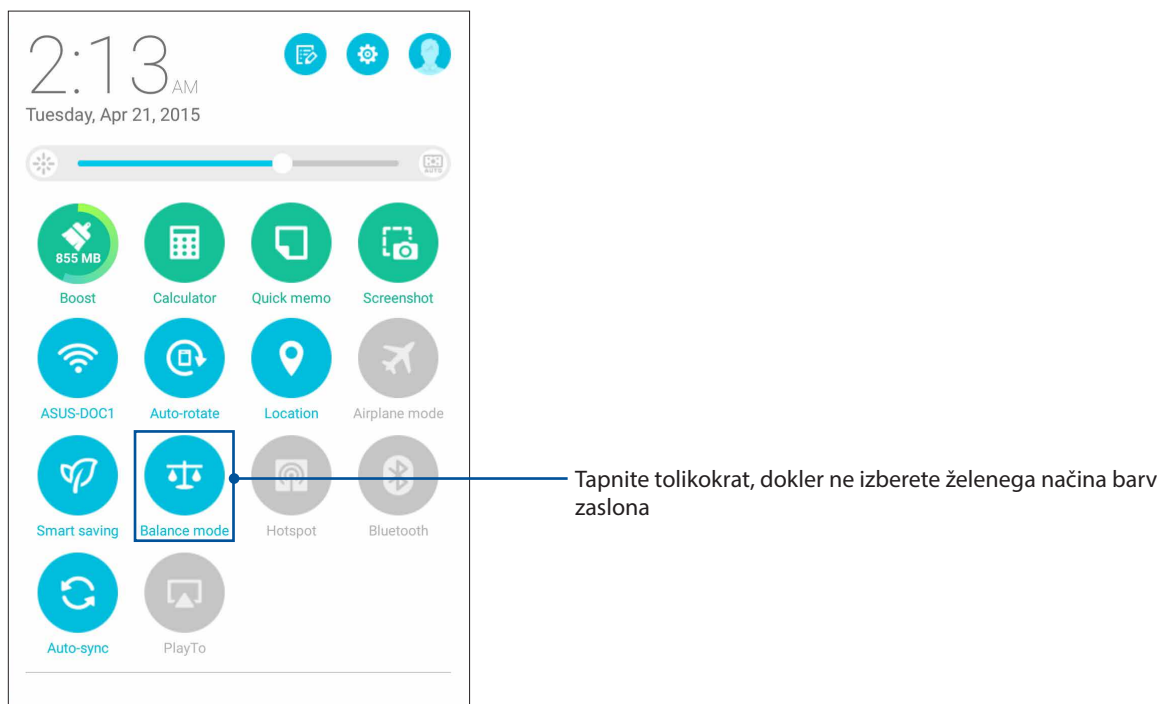 2:13 AM
Tuesday, Apr 21, 2015
AUTO
855 MB
Boost Calculator Quick memo Screenshot
ASUS-DOC1 Auto-rotate Location Airplane mode
Smart saving Balance mode Hotspot Bluetooth
Tapnite tolikokrat, dokler ne izberete želenega načina barv
zaslona
Auto-sync PlayTo